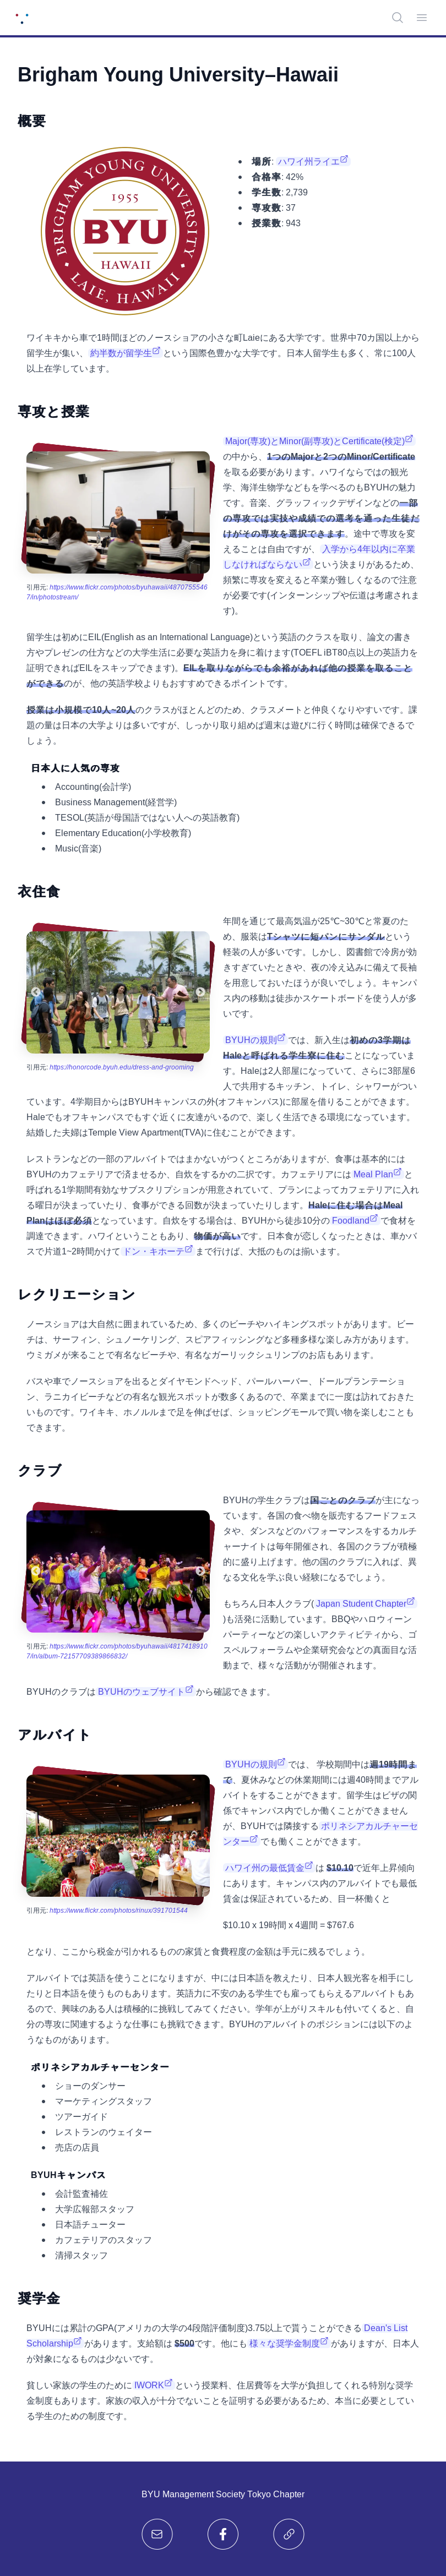 Brigham Young University–Hawaii
概要
BRIGHAM YOUNG UNIVERSITY
1955
BYU
HAWAII
LAIE, HAWAII
場所: ハワイ州ライエ
合格率: 42%
学生数: 2,739
専攻数: 37
授業数: 943
ワイキキから車で1時間ほどのノースショアの小さな町Laieにある大学です。世界中70カ国以上から
留学生が集い、 約半数が留学生 という国際色豊かな大学です。日本人留学生も多く、常に100人
以上在学しています。
専攻と授業
引用元: https://www.flickr.com/photos/byuhawaii/4870755546
7/in/photostream/
Major(専攻)とMinor(副専攻)とCertificate(検定)
の中から、1つのMajorと2つのMinor/Certificate
を取る必要があります。ハワイならではの観光
学、海洋生物学などもを学べるのもBYUHの魅力
です。音楽、グラッフィックデザインなどの一部
の専攻では実技や成績での選考を通った生徒だ
けがその専攻を選択できます。途中で専攻を変
えることは自由ですが、 入学から4年以内に卒業
しなければならない という決まりがあるため、
頻繁に専攻を変えると卒業が難しくなるので注意
が必要です(インターンシップや伝道は考慮されま
す)。
留学生は初めにEIL(English as an International Language)という英語のクラスを取り、論文の書き
方やプレゼンの仕方などの大学生活に必要な英語力を身に着けます(TOEFL iBT80点以上の英語力を
証明できればEILをスキップできます)。EILを取りながらでも余裕があれば他の授業を取ること
ができるのが、他の英語学校よりもおすすめできるポイントです。
授業は小規模で10人~20人のクラスがほとんどのため、クラスメートと仲良くなりやすいです。課
題の量は日本の大学よりは多いですが、しっかり取り組めば週末は遊びに行く時間は確保できるで
しょう。
日本人に人気の専攻
Accounting(会計学)
Business Management(経営学)
TESOL(英語が母国語ではない人への英語教育)
Elementary Education(小学校教育)
Music(音楽)
衣住食
引用元: https://honorcode.byuh.edu/dress-and-grooming
年間を通じて最高気温が25℃~30℃と常夏のた
め、服装はTシャツに短パンにサンダルという
軽装の人が多いです。しかし、図書館で冷房が効
きすぎていたときや、夜の冷え込みに備えて長袖
を用意しておいたほうが良いでしょう。キャンパ
ス内の移動は徒歩かスケートボードを使う人が多
いです。
BYUHの規則 では、新入生は初めの3学期は
Haleと呼ばれる学生寮に住むことになっていま
す。Haleは2人部屋になっていて、さらに3部屋6
人で共用するキッチン、トイレ、シャワーがつい
ています。4学期目からはBYUHキャンパスの外(オフキャンパス)に部屋を借りることができます。
Haleでもオフキャンパスでもすぐ近くに友達がいるので、楽しく生活できる環境になっています。
結婚した夫婦はTemple View Apartment(TVA)に住むことができます。
レストランなどの一部のアルバイトではまかないがつくところがありますが、食事は基本的には
BYUHのカフェテリアで済ませるか、自炊をするかの二択です。カフェテリアには Meal Plan と
呼ばれる1学期間有効なサブスクリプションが用意されていて、プランによってカフェテリアに入れ
る曜日が決まっていたり、食事ができる回数が決まっていたりします。Haleに住む場合はMeal
Planはほぼ必須となっています。自炊をする場合は、BYUHから徒歩10分の Foodland で食材を
調達できます。ハワイということもあり、物価が高いです。日本食が恋しくなったときは、車かバ
スで片道1~2時間かけて ドン・キホーテ まで行けば、大抵のものは揃います。
レクリエーション
ノースショアは大自然に囲まれているため、多くのビーチやハイキングスポットがあります。ビー
チは、サーフィン、シュノーケリング、スピアフィッシングなど多種多様な楽しみ方があります。
ウミガメが来ることで有名なビーチや、有名なガーリックシュリンプのお店もあります。
バスや車でノースショアを出るとダイヤモンドヘッド、パールハーバー、ドールプランテーショ
ン、ラニカイビーチなどの有名な観光スポットが数多くあるので、卒業までに一度は訪れておきた
いものです。ワイキキ、ホノルルまで足を伸ばせば、ショッピングモールで買い物を楽しむことも
できます。
クラブ
引用元: https://www.flickr.com/photos/byuhawaii/4817418910
7/in/album-72157709389866832/
BYUHの学生クラブは国ごとのクラブが主になっ
ています。各国の食べ物を販売するフードフェス
タや、ダンスなどのパフォーマンスをするカルチ
ャーナイトは毎年開催され、各国のクラブが積極
的に盛り上げます。他の国のクラブに入れば、異
なる文化を学ぶ良い経験になるでしょう。
もちろん日本人クラブ( Japan Student Chapter
)も活発に活動しています。BBQやハロウィーン
パーティーなどの楽しいアクティビティから、ゴ
スペルフォーラムや企業研究会などの真面目な活
動まで、様々な活動がが開催されます。
BYUHのクラブは BYUHのウェブサイト から確認できます。
アルバイト
引用元: https://www.flickr.com/photos/rinux/391701544
BYUHの規則 では、 学校期間中は週19時間ま
で、夏休みなどの休業期間には週40時間までアル
バイトをすることができます。留学生はビザの関
係でキャンパス内でしか働くことができません
が、BYUHでは隣接する ポリネシアカルチャーセ
ンター でも働くことができます。
ハワイ州の最低賃金 は $10.10で近年上昇傾向
にあります。キャンパス内のアルバイトでも最低
賃金は保証されているため、目一杯働くと
$10.10 x 19時間 x 4週間 = $767.6
となり、ここから税金が引かれるものの家賃と食費程度の金額は手元に残るでしょう。
アルバイトでは英語を使うことになりますが、中には日本語を教えたり、日本人観光客を相手にし
たりと日本語を使うものもあります。英語力に不安のある学生でも雇ってもらえるアルバイトもあ
るので、興味のある人は積極的に挑戦してみてください。学年が上がりスキルも付いてくると、自
分の専攻に関連するような仕事にも挑戦できます。BYUHのアルバイトのポジションには以下のよ
うなものがあります。
ポリネシアカルチャーセンター
ショーのダンサー
マーケティングスタッフ
ツアーガイド
レストランのウェイター
売店の店員
BYUHキャンパス
会計監査補佐
大学広報部スタッフ
日本語チューター
カフェテリアのスタッフ
清掃スタッフ
奨学金
BYUHには累計のGPA(アメリカの大学の4段階評価制度)3.75以上で貰うことができる Dean's List
Scholarship があります。支給額は $500です。他にも 様々な奨学金制度 がありますが、日本人
が対象になるものは少ないです。
貧しい家族の学生のために IWORK という授業料、住居費等を大学が負担してくれる特別な奨学
金制度もあります。家族の収入が十分でないことを証明する必要があるため、本当に必要としてい
る学生のための制度です。
BYU Management Society Tokyo Chapter